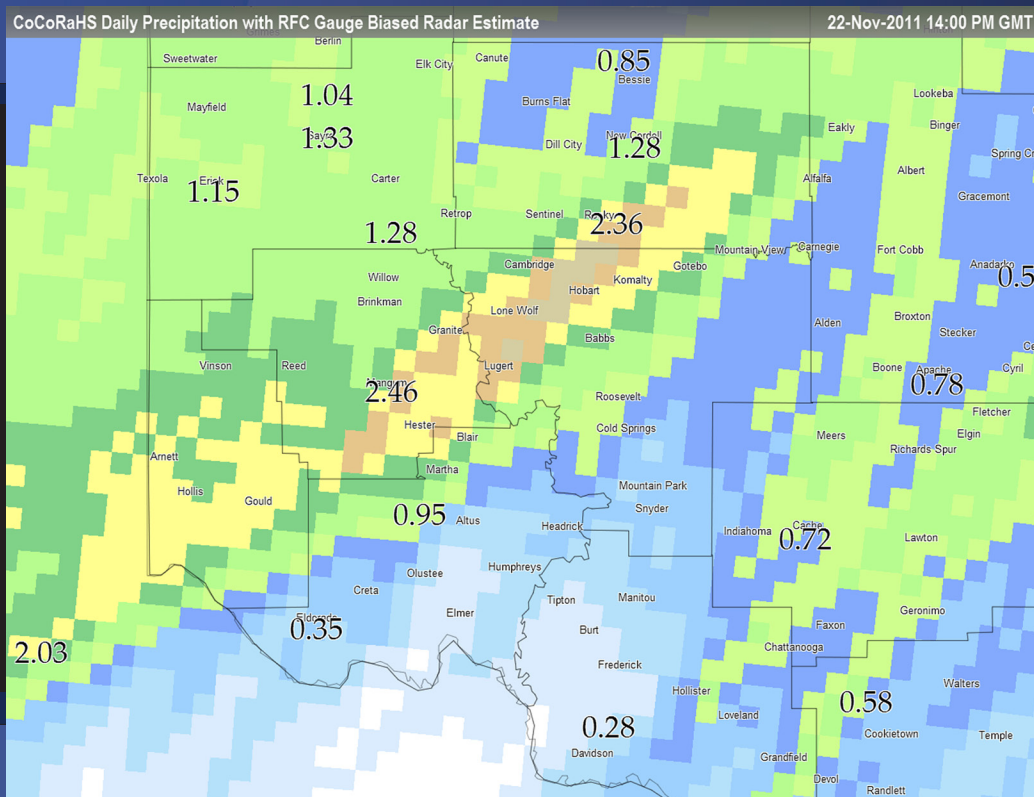 CoCoRaHS Daily Precipitation with RFC Gauge Biased Radar Estimate
22-Nov-2011 14:00 PM GMT
Berlin
Sweetwater
Elk City
Canute
0.85
Bessie
1.04
Mayfield
Burns Flat
Lookeba
1.33
Eakly
Binger
New Cordell
1.28
Dill City
Spring Cr
Texola
Erick
1.15
Carter
Alfalfa
Albert
Gracemont
Retrop
Sentinel
2.36
1.28
Mountain View
Carnegie
Fort Cobb
Cambridge
Gotebo
Anadarko
0.5
Willow
Komalty
Hobart
Brinkman
Lone Wolf
Granite
Babbs
Alden
Broxton
Stecker
Ce
Vinson
Reed
Lugert
Boone
Apache
Cyril
0.78
2.46
Roosevelt
Fletcher
Hester
Blair
Cold Springs
Meers
Elgin
Richards Spur
Arnett
Martha
Hollis
Gould
Mountain Park
Snyder
0.95
Altus
Headrick
Indiahoma
Cache
0.72
Lawton
Olustee
Humphreys
Creta
Tipton
Manitou
Elmer
Geronimo
Eldorado
0.35
Burt
Faxon
2.03
Chattanooga
Frederick
Hollister
Walters
0.58
Loveland
0.28
Cookietown
Temple
Davidson
Grandfield
Devol
Randlett